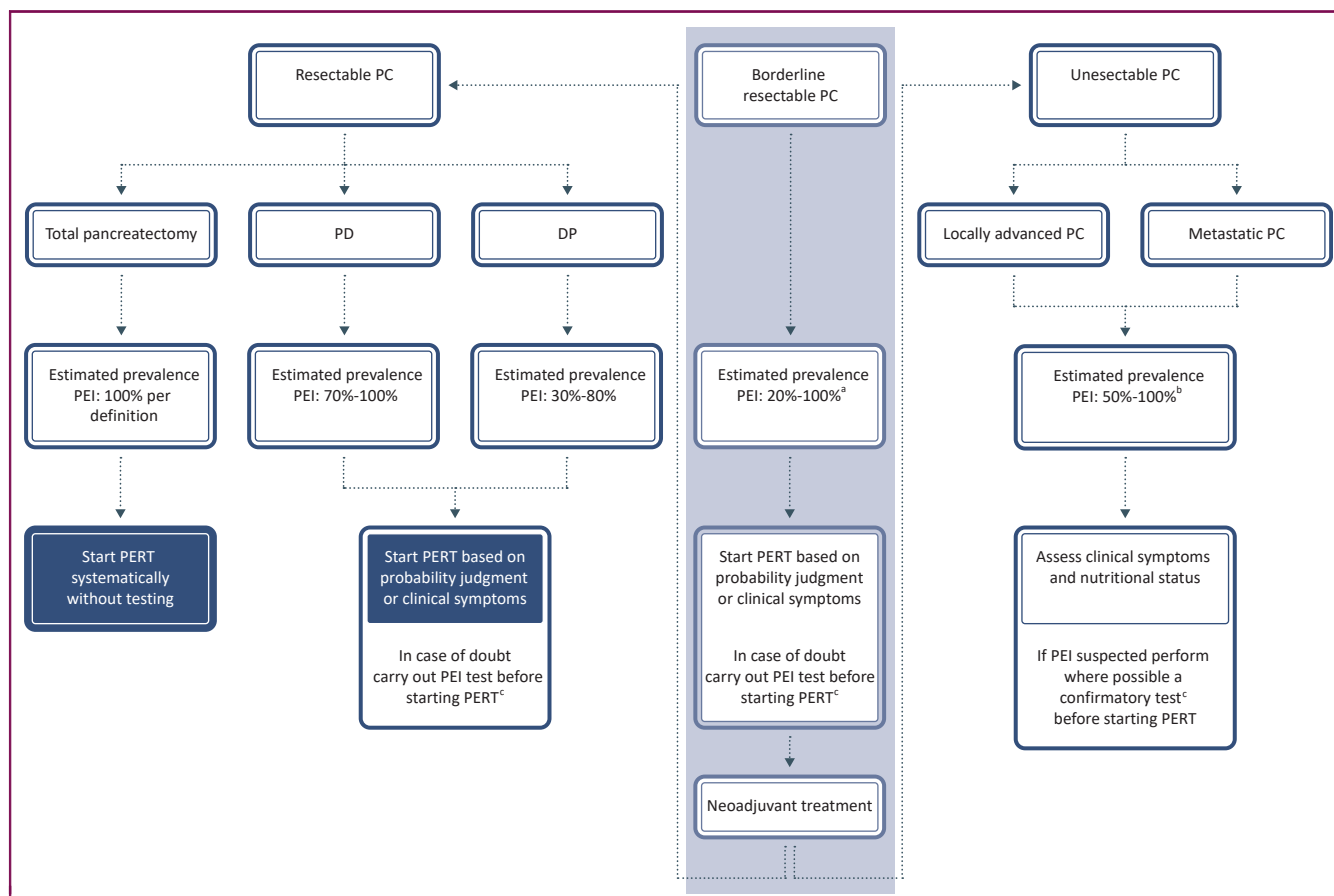 Resectable PC
Borderline
resectable PC
Unesectable PC
Total pancreatectomy
PD
DP
Locally advanced PC
Metastatic PC
Estimated prevalence
PEI: 100% per
definition
Estimated prevalence
PEI: 70%-100%
Estimated prevalence
PEI: 30%-80%
Estimated prevalence
PEI: 20%-100%a
Estimated prevalence
PEI: 50%-100%b
Start PERT
systematically
without testing
Start PERT based on
probability judgment
or clinical symptoms
In case of doubt
carry out PEI test before
starting PERTc
Start PERT based on
probability judgment
or clinical symptoms
In case of doubt
carry out PEI test before
starting PERTc
Assess clinical symptoms
and nutritional status
If PEI suspected perform
where possible a
confirmatory testc
before starting PERT
Neoadjuvant treatment